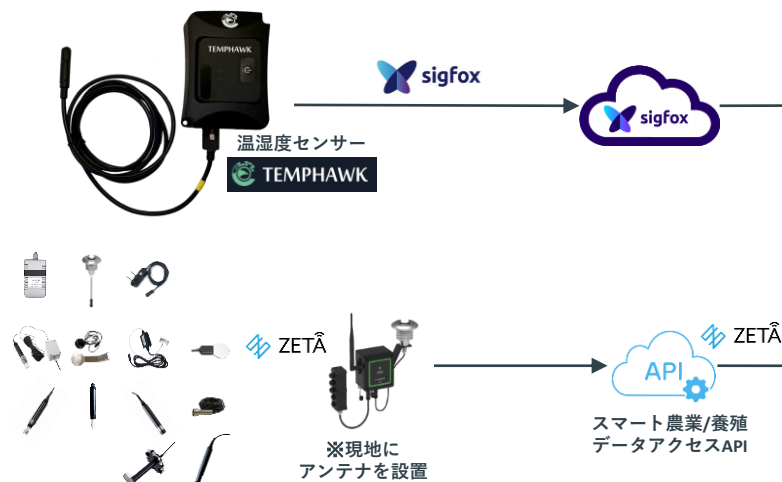 TEMPHAWK
sigfox
sigfox
温湿度センサー
TEMPHAWK
ZETA
ZETA
API
※現地に
アンテナを設置
スマート農業/養殖
データアクセスAPI